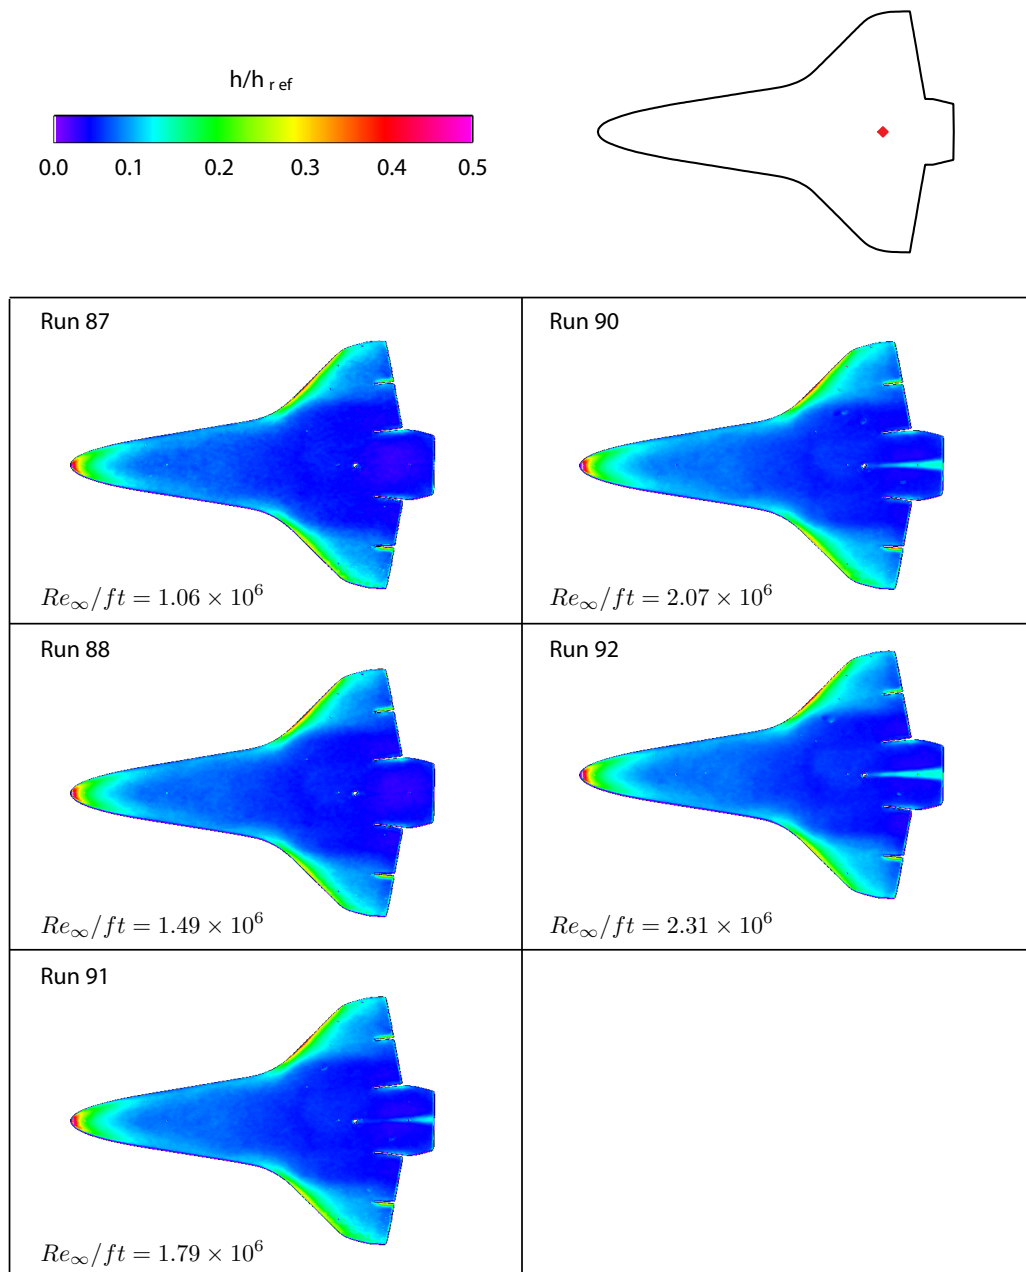 h/h r ef
0.0 0.1 0.2 0.3 0.4 0.5
Run 87
Re∞/ft = 1.06 × 10⁶
Run 90
Re∞/ft = 2.07 × 10⁶
Run 88
Re∞/ft = 1.49 × 10⁶
Run 92
Re∞/ft = 2.31 × 10⁶
Run 91
Re∞/ft = 1.79 × 10⁶